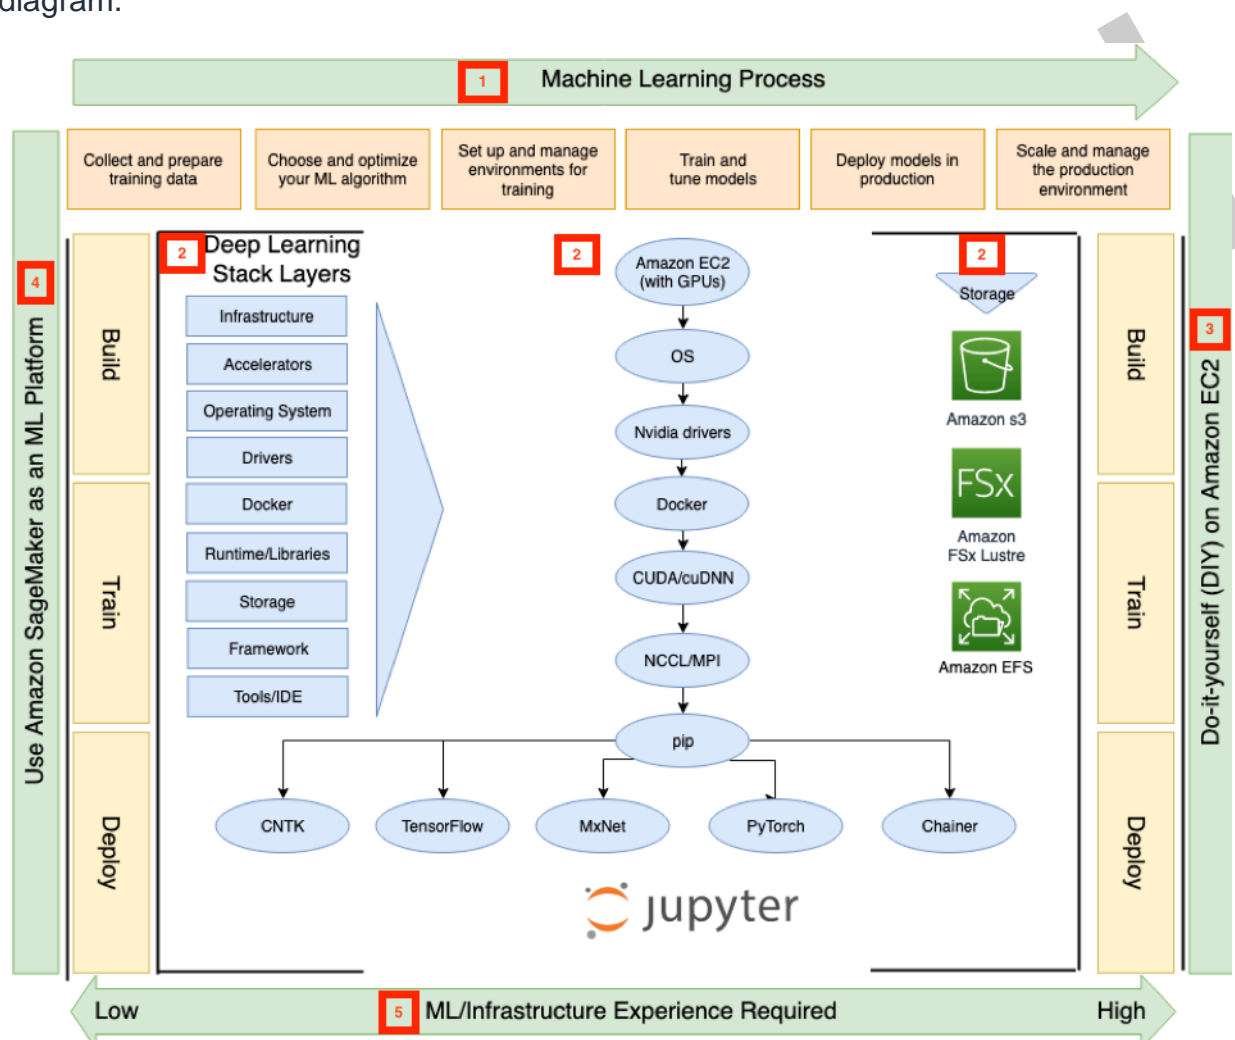 diagram.
1
Machine Learning Process
Collect and prepare
training data
Choose and optimize
your ML algorithm
Set up and manage
environments for
training
Train and
tune models
Deploy models in
production
Scale and manage
the production
environment
4
Use Amazon SageMaker as an ML Platform
Build
Train
Deploy
2
Deep Learning
Stack Layers
Infrastructure
Accelerators
Operating System
Drivers
Docker
Runtime/Libraries
Storage
Framework
Tools/IDE
2
Amazon EC2
(with GPUs)
OS
Nvidia drivers
Docker
CUDA/cuDNN
NCCL/MPI
pip
CNTK
TensorFlow
MxNet
PyTorch
Chainer
jupyter
2
Storage
Amazon s3
FSx
Amazon
FSx Lustre
Amazon EFS
Build
Train
Deploy
3
Do-it-yourself (DIY) on Amazon EC2
Low
5
ML/Infrastructure Experience Required
High